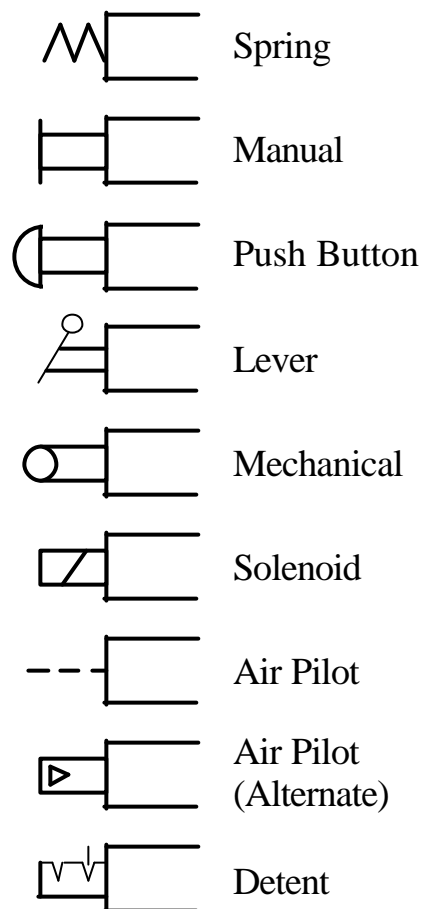 Spring
Manual
Push Button
Lever
Mechanical
Solenoid
Air Pilot
Air Pilot
(Alternate)
Detent